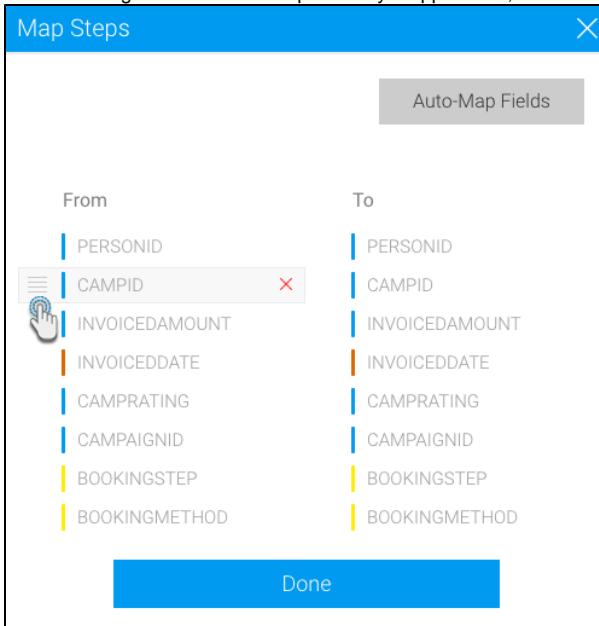 Map Steps
Auto-Map Fields
From
To
PERSONID
PERSONID
CAMPID
CAMPID
INVOICEDAMOUNT
INVOICEDAMOUNT
INVOICEDDATE
INVOICEDDATE
CAMPRATING
CAMPRATING
CAMPAIGNID
CAMPAIGNID
BOOKINGSTEP
BOOKINGSTEP
BOOKINGMETHOD
BOOKINGMETHOD
Done